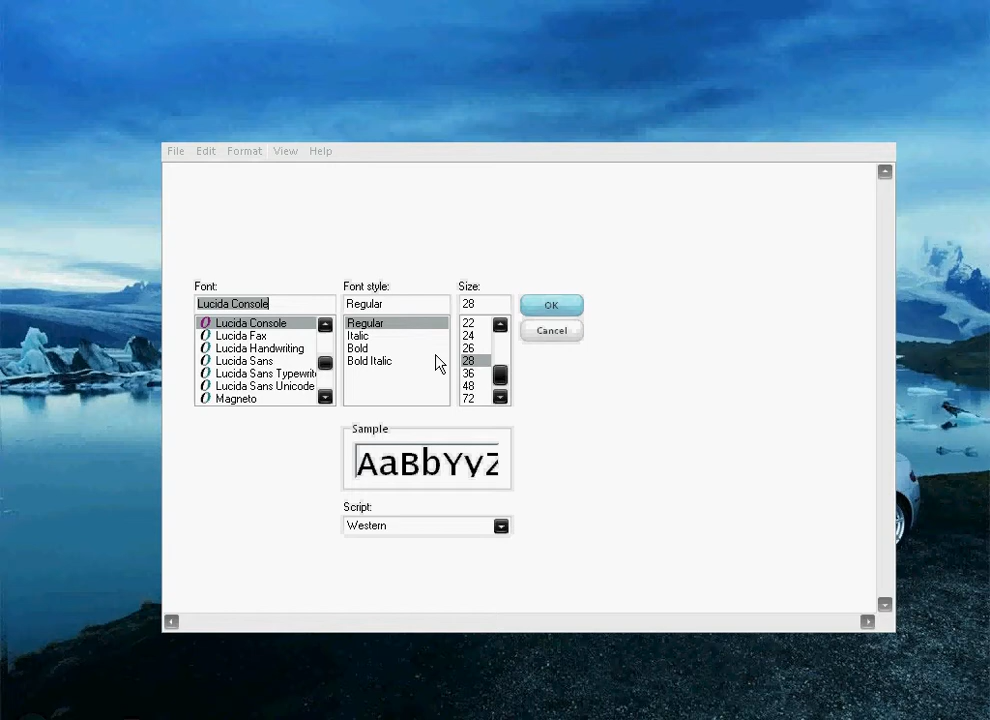 File Edit Format View Help
Font: Font style: Size:
Lucida Console Regular 28 OK
Lucida Console Regular 22 Cancel
Lucida Fax Italic 24
Lucida Handwriting Bold 26
Lucida Sans Bold Italic 28
Lucida Sans Typewrit 36
Lucida Sans Unicode 48
Magneto 72
Sample
AaBbYyZ
Script:
Western